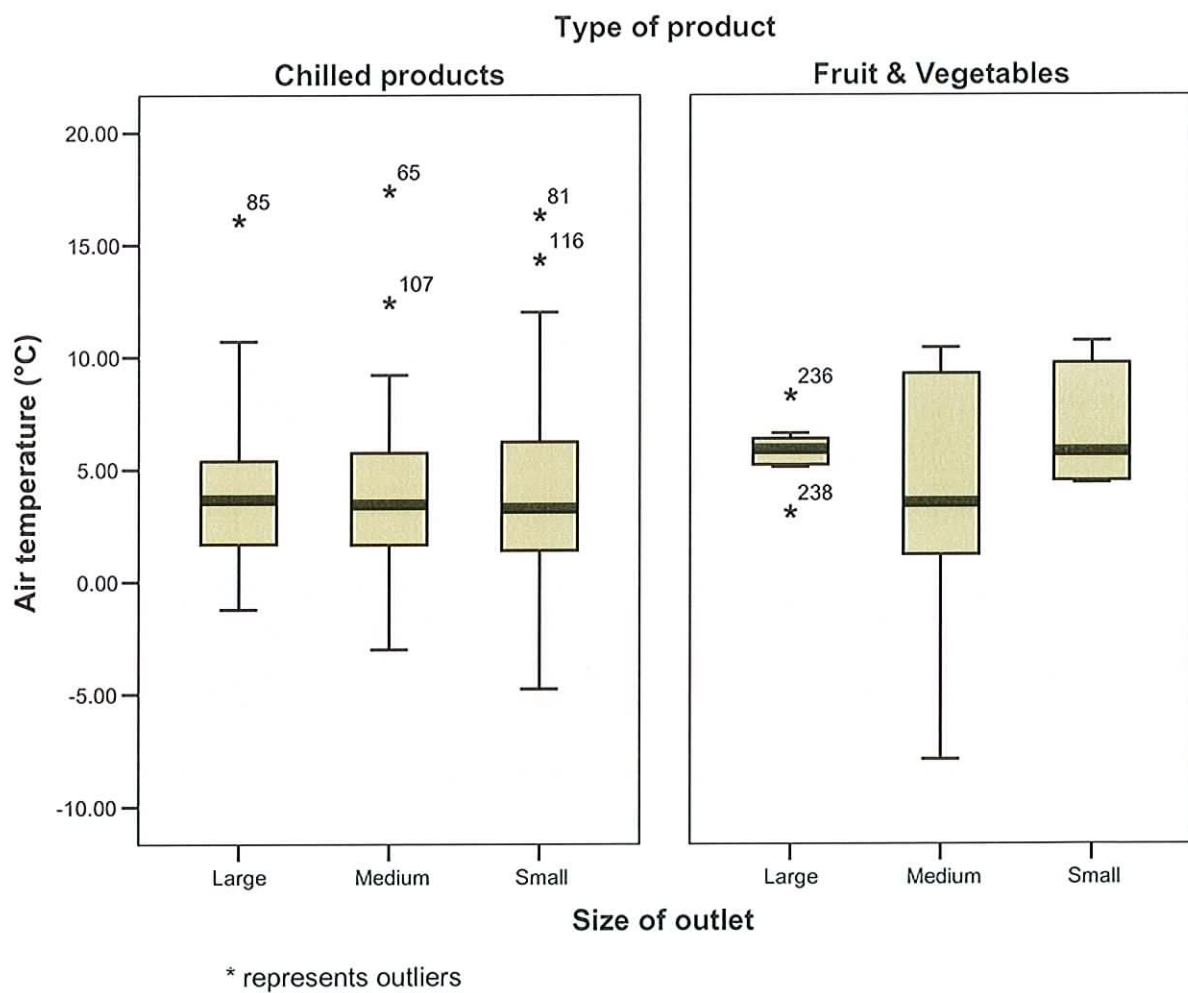 Type of product
Chilled products
Fruit & Vegetables
Air temperature (°C)
20.00
15.00
10.00
5.00
0.00
-5.00
-10.00
85
65
107
81
116
236
238
Large
Medium
Small
Large
Medium
Small
Size of outlet
* represents outliers